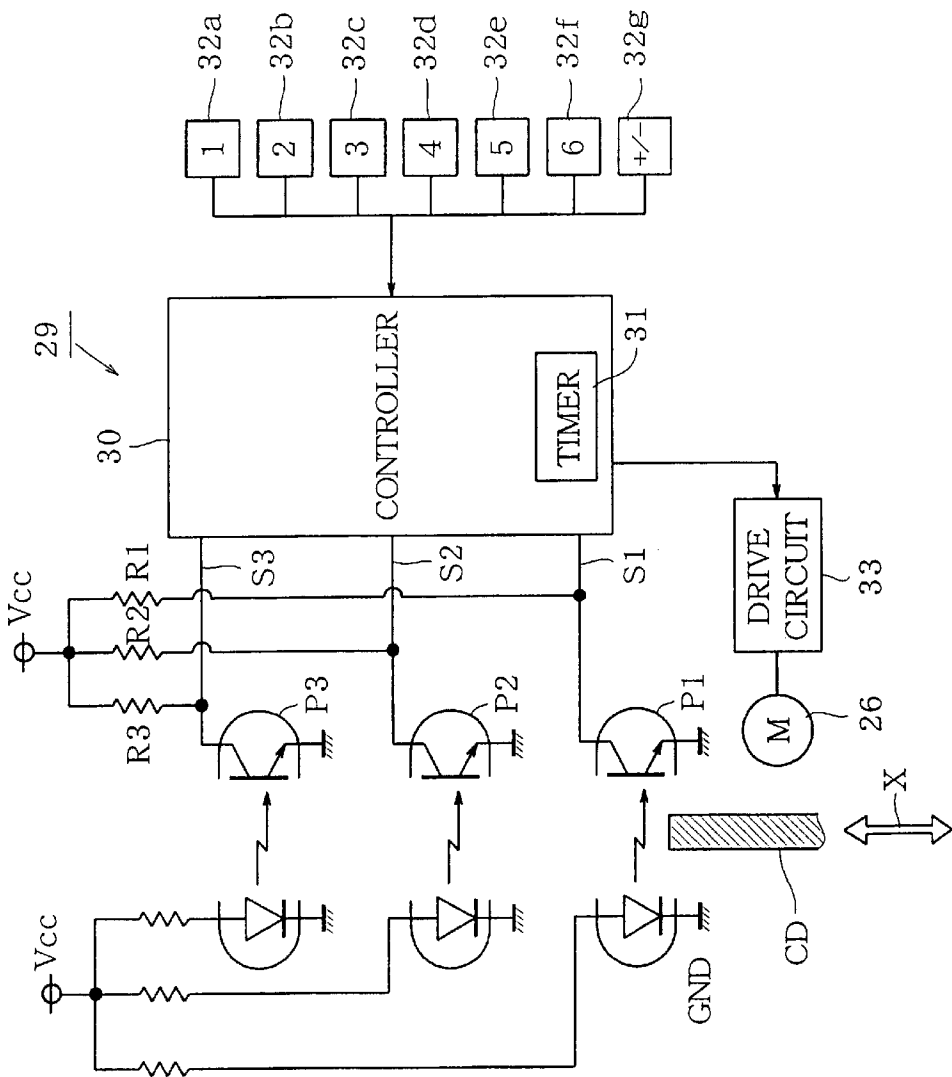 32a
32b
32c
32d
32e
32f
32g
1
2
3
4
5
6
+/-
29
30
CONTROLLER
31
TIMER
Vcc
R1
R2
R3
S3
S2
S1
DRIVE
CIRCUIT
33
P3
P2
P1
M
26
X
CD
Vcc
GND